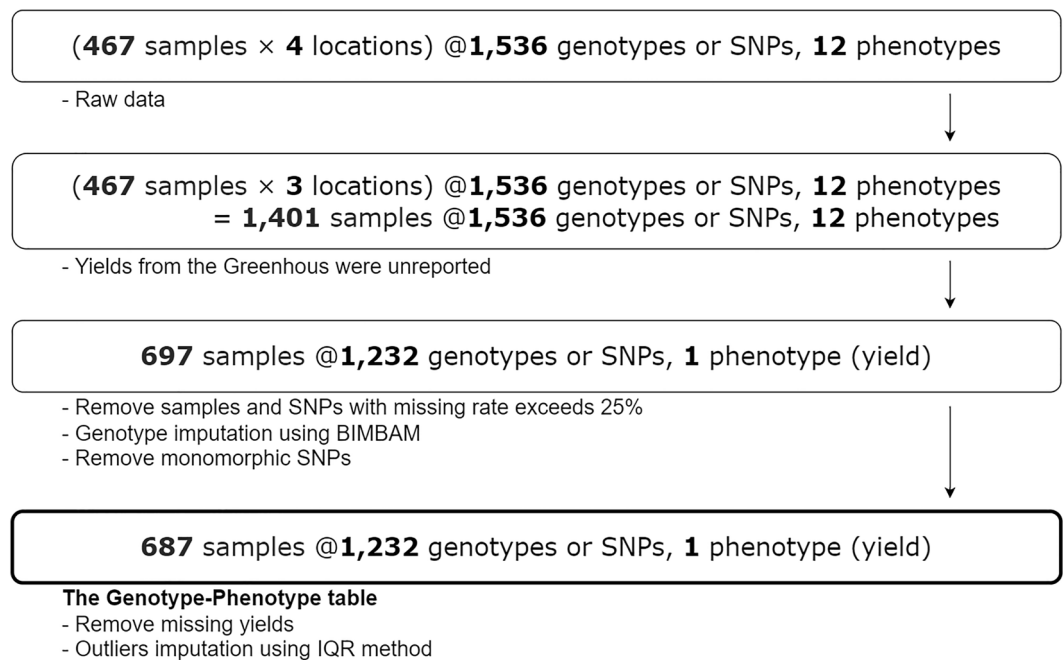 (467 samples × 4 locations) @1,536 genotypes or SNPs, 12 phenotypes
- Raw data
(467 samples × 3 locations) @1,536 genotypes or SNPs, 12 phenotypes
= 1,401 samples @1,536 genotypes or SNPs, 12 phenotypes
- Yields from the Greenhous were unreported
697 samples @1,232 genotypes or SNPs, 1 phenotype (yield)
- Remove samples and SNPs with missing rate exceeds 25%
- Genotype imputation using BIMBAM
- Remove monomorphic SNPs
687 samples @1,232 genotypes or SNPs, 1 phenotype (yield)
The Genotype-Phenotype table
- Remove missing yields
- Outliers imputation using IQR method